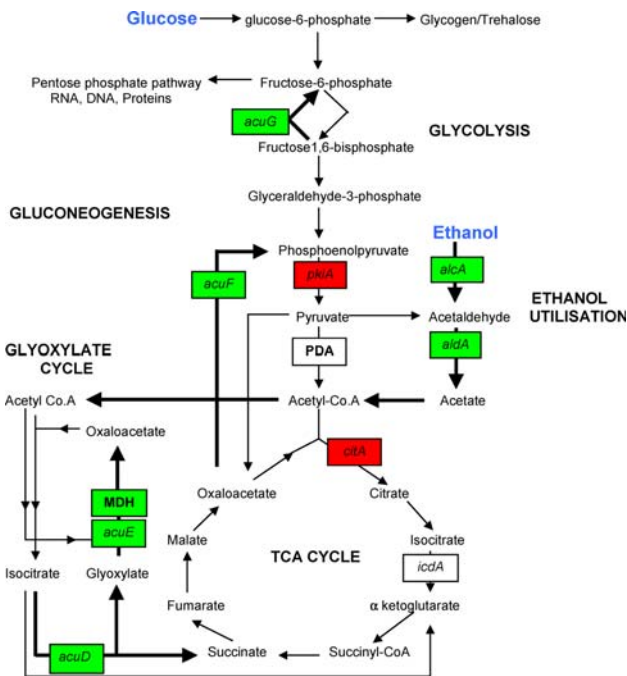 Glucose
glucose-6-phosphate
Glycogen/Trehalose
Pentose phosphate pathway
RNA, DNA, Proteins
Fructose-6-phosphate
acuG
GLYCOLYSIS
Fructose1,6-bisphosphate
Glyceraldehyde-3-phosphate
GLUCONEOGENESIS
Ethanol
Phosphoenolpyruvate
acuF
pkiA
alcA
ETHANOL
UTILISATION
Pyruvate
Acetaldehyde
GLYOXYLATE
CYCLE
PDA
aldA
Acetyl Co.A
Acetyl-Co.A
Acetate
Oxaloacetate
citA
MDH
Oxaloacetate
Citrate
acuE
Malate
TCA CYCLE
Isocitrate
Isocitrate
Glyoxylate
icdA
Fumarate
α ketoglutarate
acuD
Succinate
Succinyl-CoA